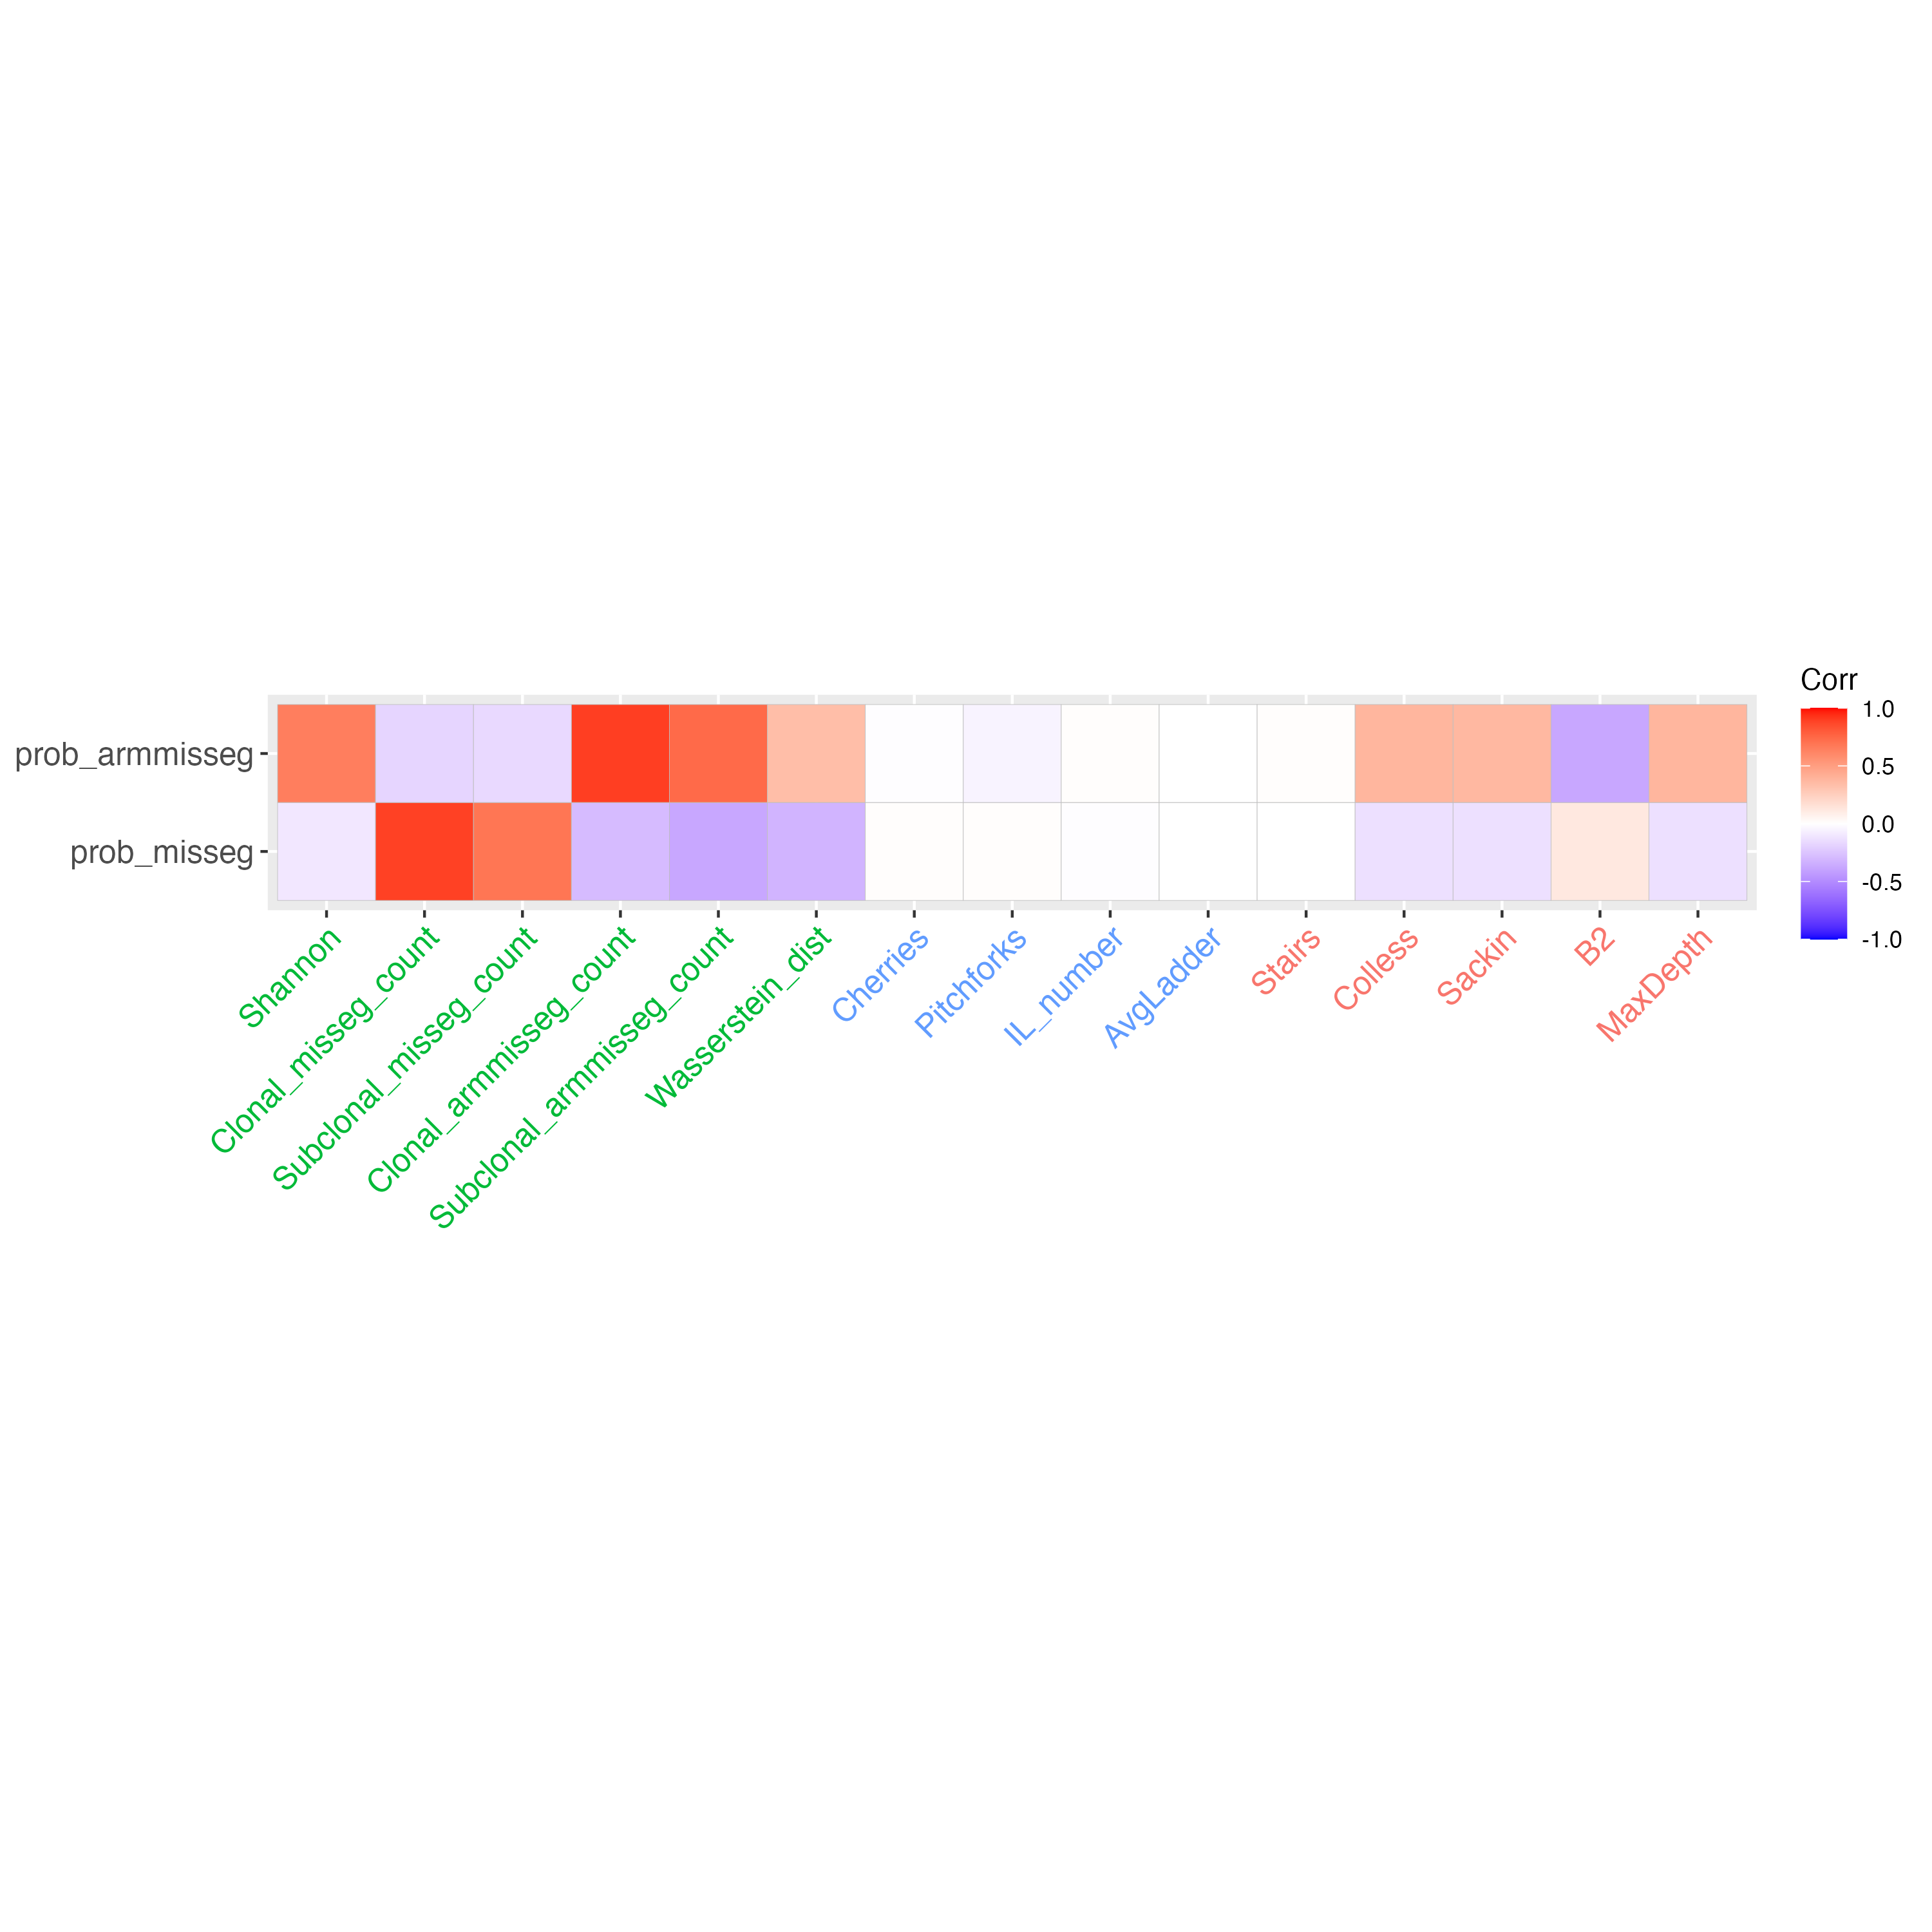 Corr
1.0
0.5
0.0
-0.5
-1.0
prob_armmisseg
prob_misseg
Shannon
Clonal_misseg_count
Subclonal_misseg_count
Clonal_armmisseg_count
Subclonal_armmisseg_count
Wasserstein_dist
Cherries
Pitchforks
IL_number
AvgLadder
Stairs
Colless
Sackin
B2
MaxDepth